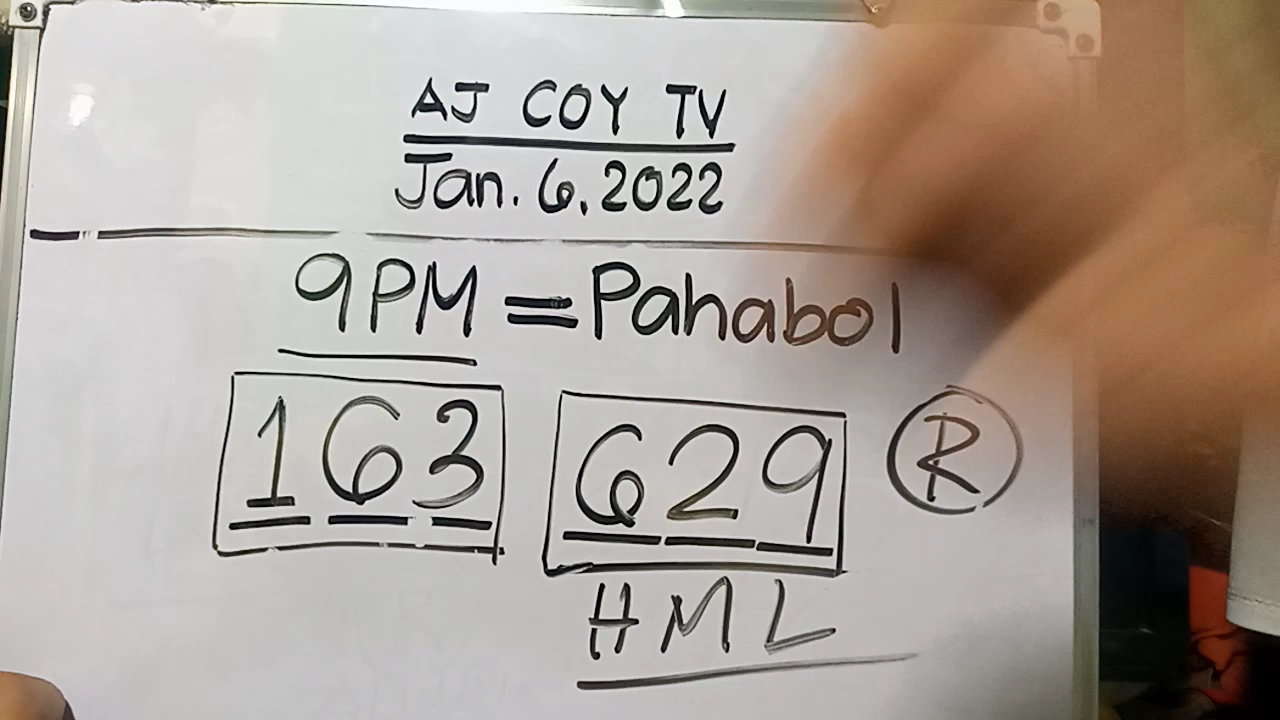 AJ COY TV
Jan. 6, 2022
9PM = Pahabol
163 629 R
HML